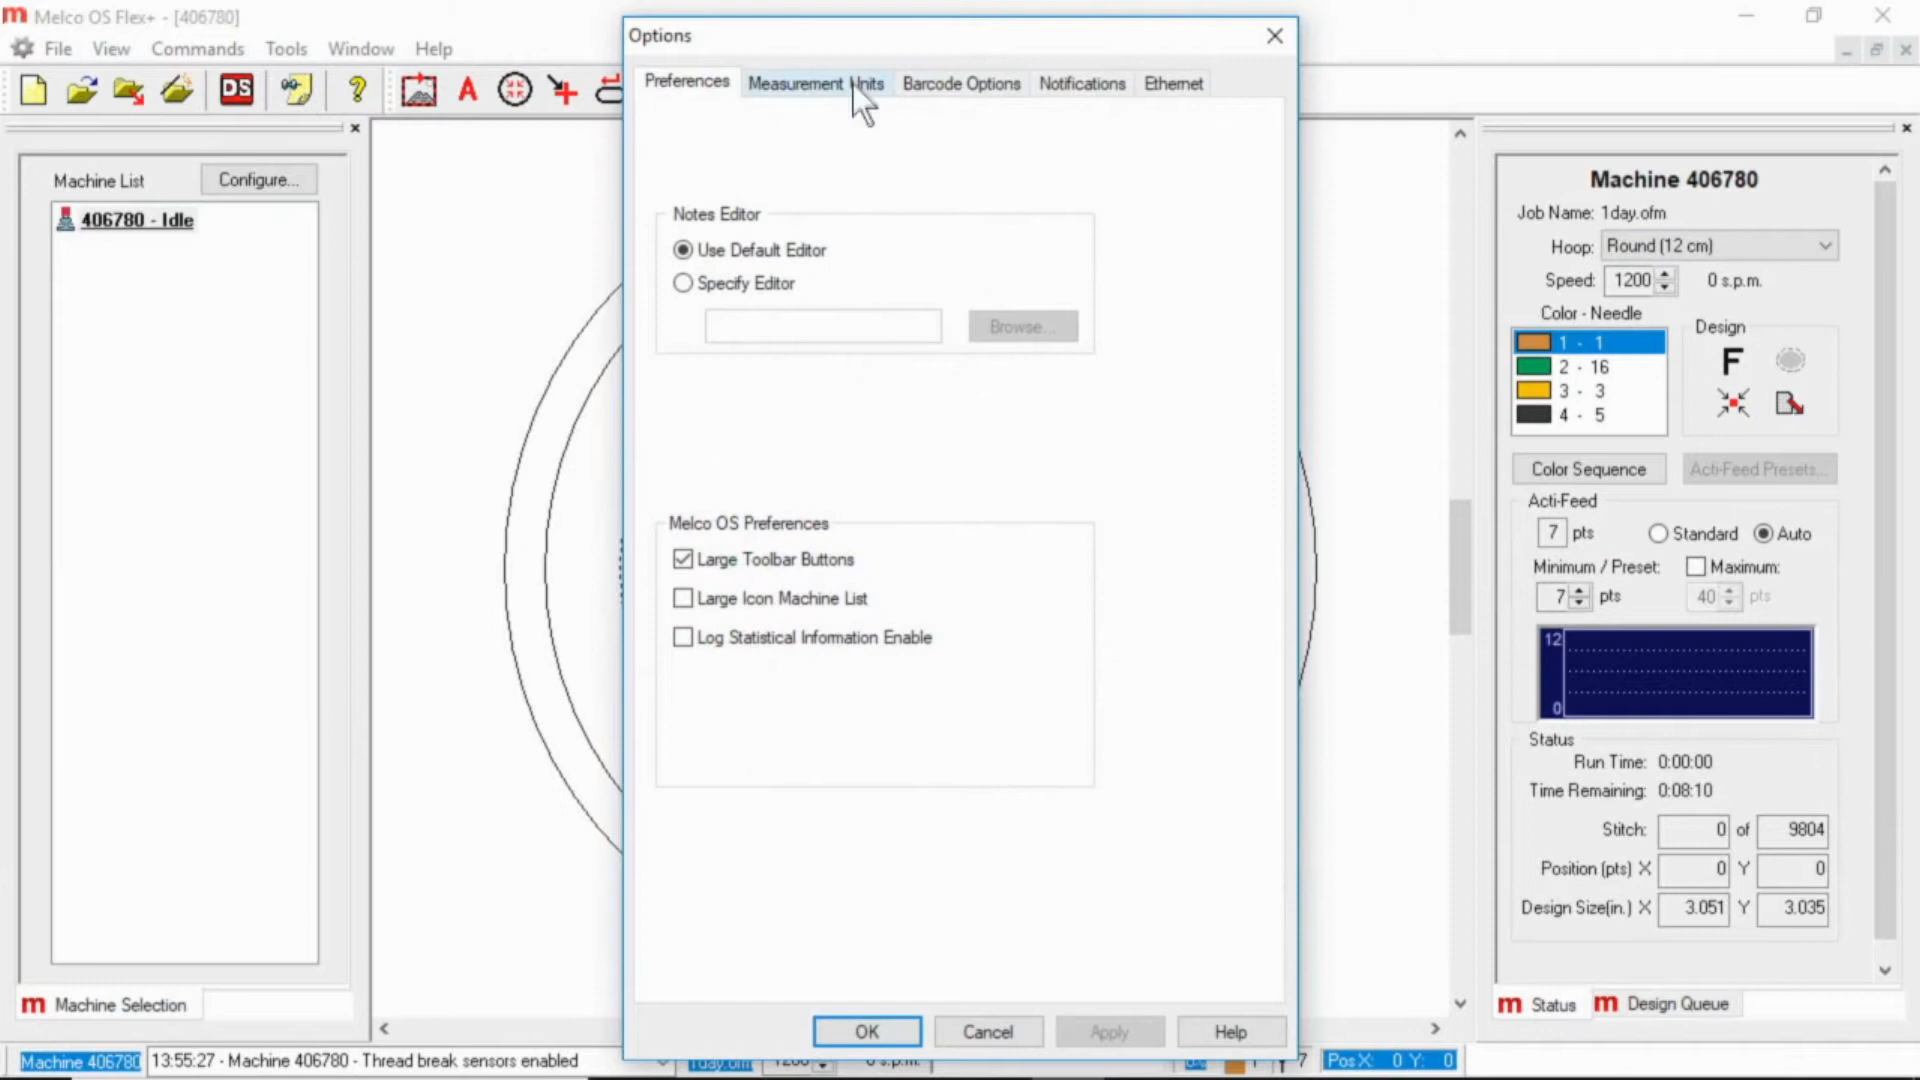 Melco OS Flex+ - [406780]
File View Commands Tools Window Help
DS
Machine List Configure...
406780 - Idle
Machine Selection
Options
Preferences Measurement Units Barcode Options Notifications Ethernet
Notes Editor
Use Default Editor
Specify Editor
Browse...
Melco OS Preferences
Large Toolbar Buttons
Large Icon Machine List
Log Statistical Information Enable
OK Cancel Apply Help
Machine 406780
Job Name: 1day.ofm
Hoop: Round (12 cm)
Speed: 1200 0 s.p.m.
Color - Needle
1 - 1
2 - 16
3 - 3
4 - 5
Design
F
Color Sequence Acti-Feed Presets...
Acti-Feed
7 pts Standard Auto
Minimum / Preset: Maximum:
7 pts 40 pts
12
0
Status
Run Time: 0:00:00
Time Remaining: 0:08:10
Stitch: 0 of 9804
Position (pts) X 0 Y 0
Design Size(in.) X 3.051 Y 3.035
Status Design Queue
Machine 406780 13:55:27 - Machine 406780 - Thread break sensors enabled 1day.ofm 1200 0 s.p.m. 1 7 Pos X: 0 Y: 0